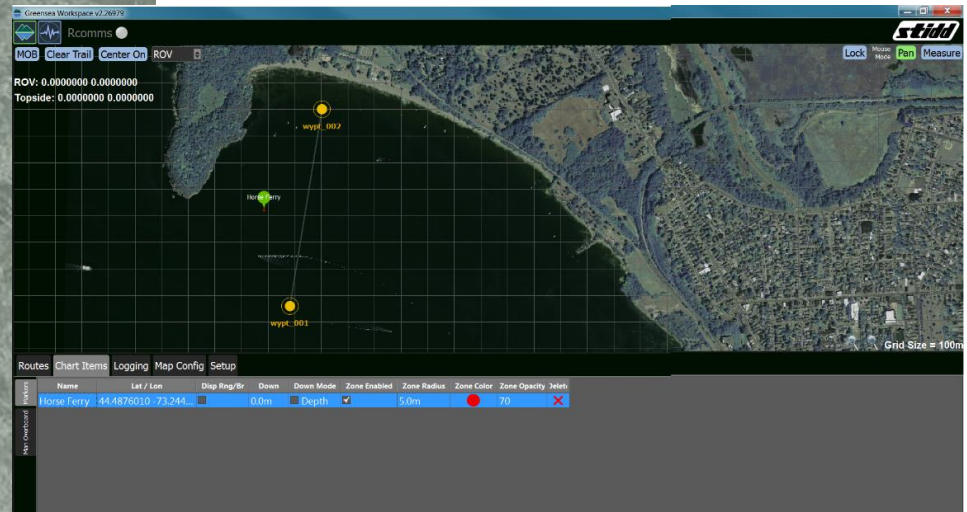 Greensea Workspace v2.26979
Rcomms
stidd
MOB Clear Trail Center On ROV
Lock Mouse Mode Pan Measure
ROV: 0.0000000 0.0000000
Topside: 0.0000000 0.0000000
wypt_002
Horse Ferry
wypt_001
Grid Size = 100m
Routes Chart Items Logging Map Config Setup
Markers
Name Lat / Lon Disp Rng/Br Down Down Mode Zone Enabled Zone Radius Zone Color Zone Opacity Delete
Horse Ferry 44.4876010 -73.244... 0.0m Depth 5.0m 70
Man Overboard